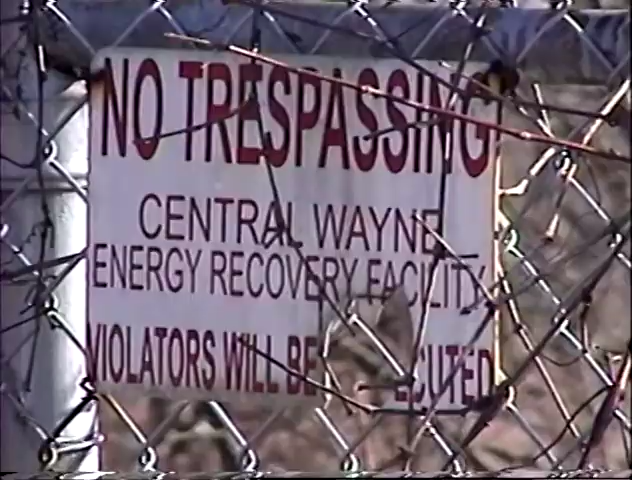 NO TRESPASSING
CENTRAL WAYNE
ENERGY RECOVERY FACILITY
VIOLATORS WILL BE